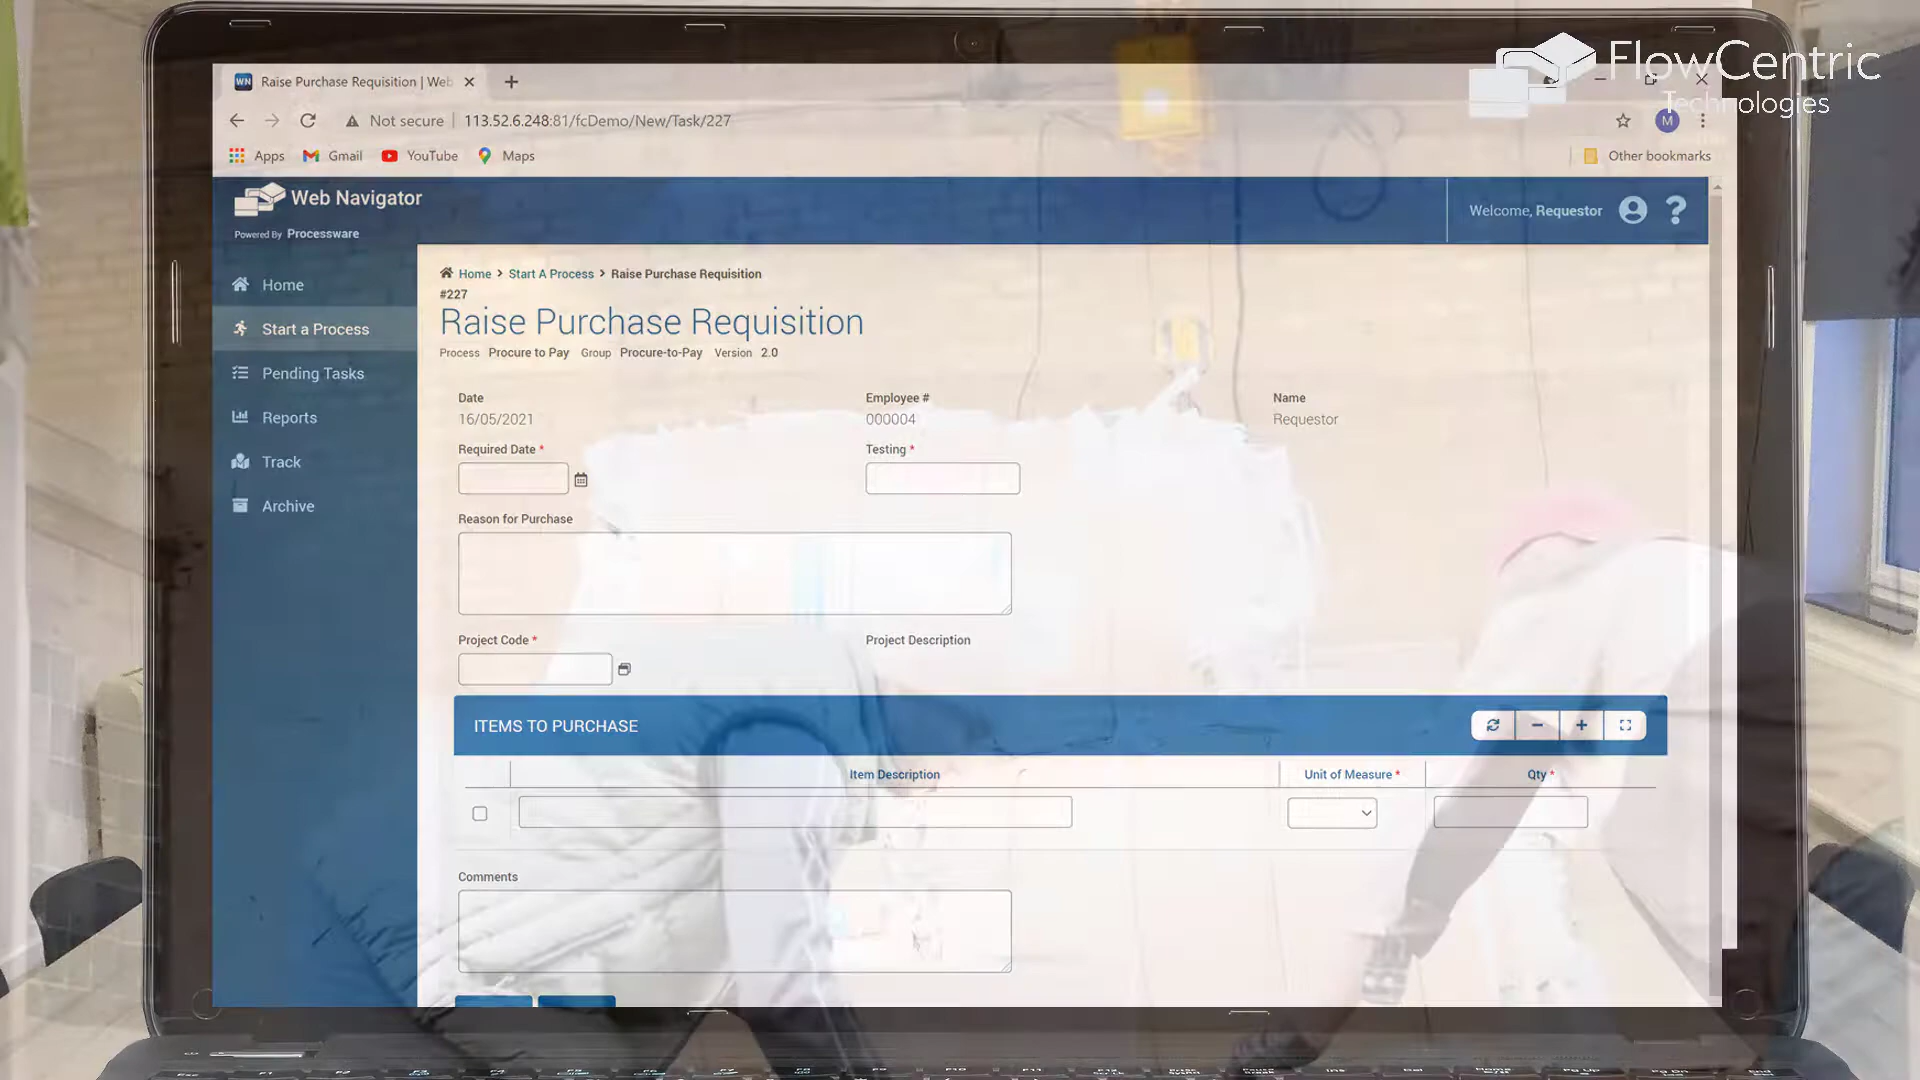 FlowCentric
Technologies
Raise Purchase Requisition | Web
Not secure | 113.52.6.248:81/fcDemo/New/Task/227
M
Apps Gmail YouTube Maps
Other bookmarks
Web Navigator
Powered By Processware
Welcome, Requestor
Home
Start a Process
Pending Tasks
Reports
Track
Archive
Home > Start A Process > Raise Purchase Requisition
#227
Raise Purchase Requisition
Process Procure to Pay Group Procure-to-Pay Version 2.0
Date Employee # Name
16/05/2021 000004 Requestor
Required Date * Testing *
Reason for Purchase
Project Code * Project Description
ITEMS TO PURCHASE
Item Description Unit of Measure * Qty *
Comments